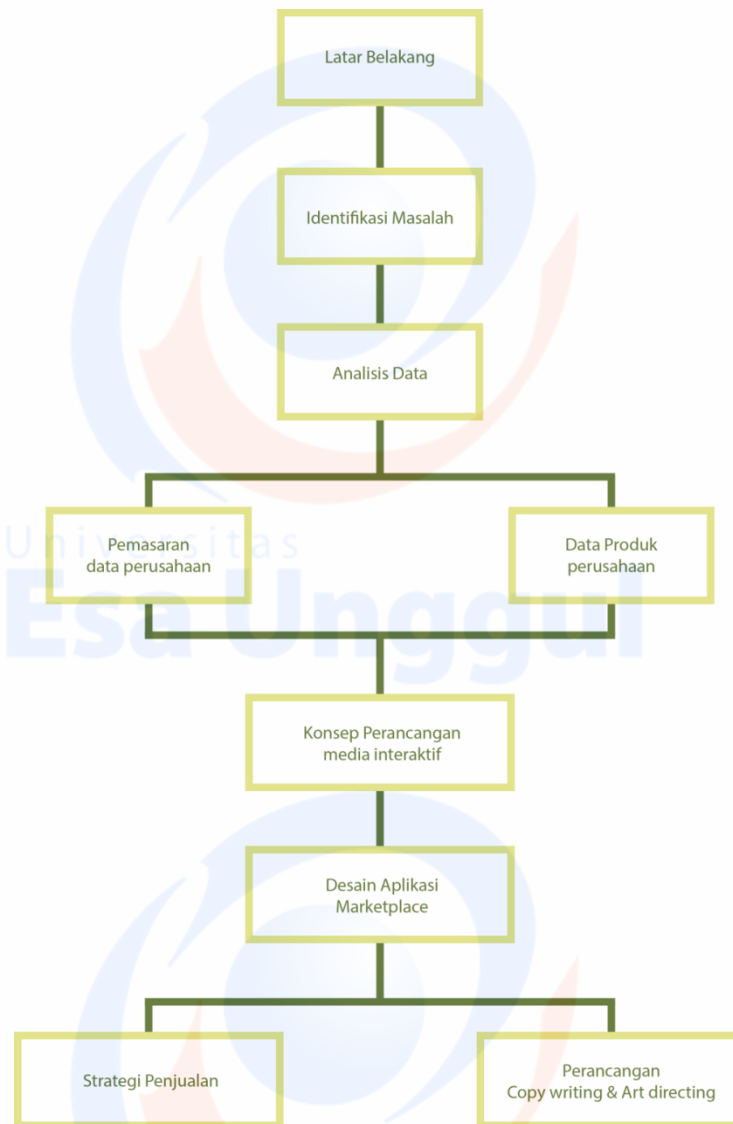 Latar Belakang
Identifikasi Masalah
Analisis Data
Pemasaran
data perusahaan
Data Produk
perusahaan
Universitas
Esa Unggul
Konsep Perancangan
media interaktif
Desain Aplikasi
Marketplace
Strategi Penjualan
Perancangan
Copy writing & Art directing